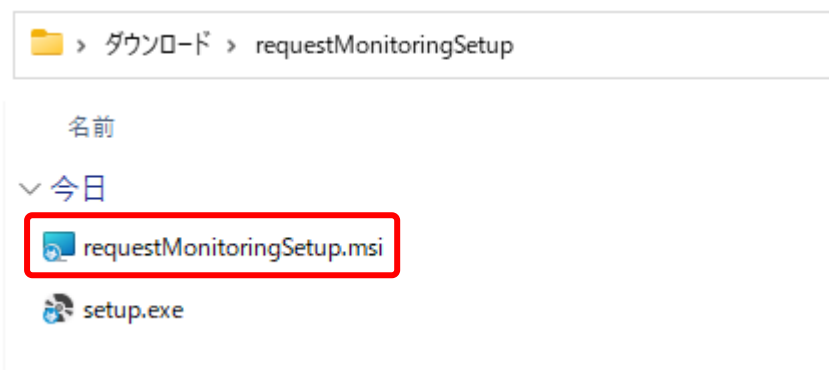 > ダウンロード > requestMonitoringSetup
名前
今日
requestMonitoringSetup.msi
setup.exe